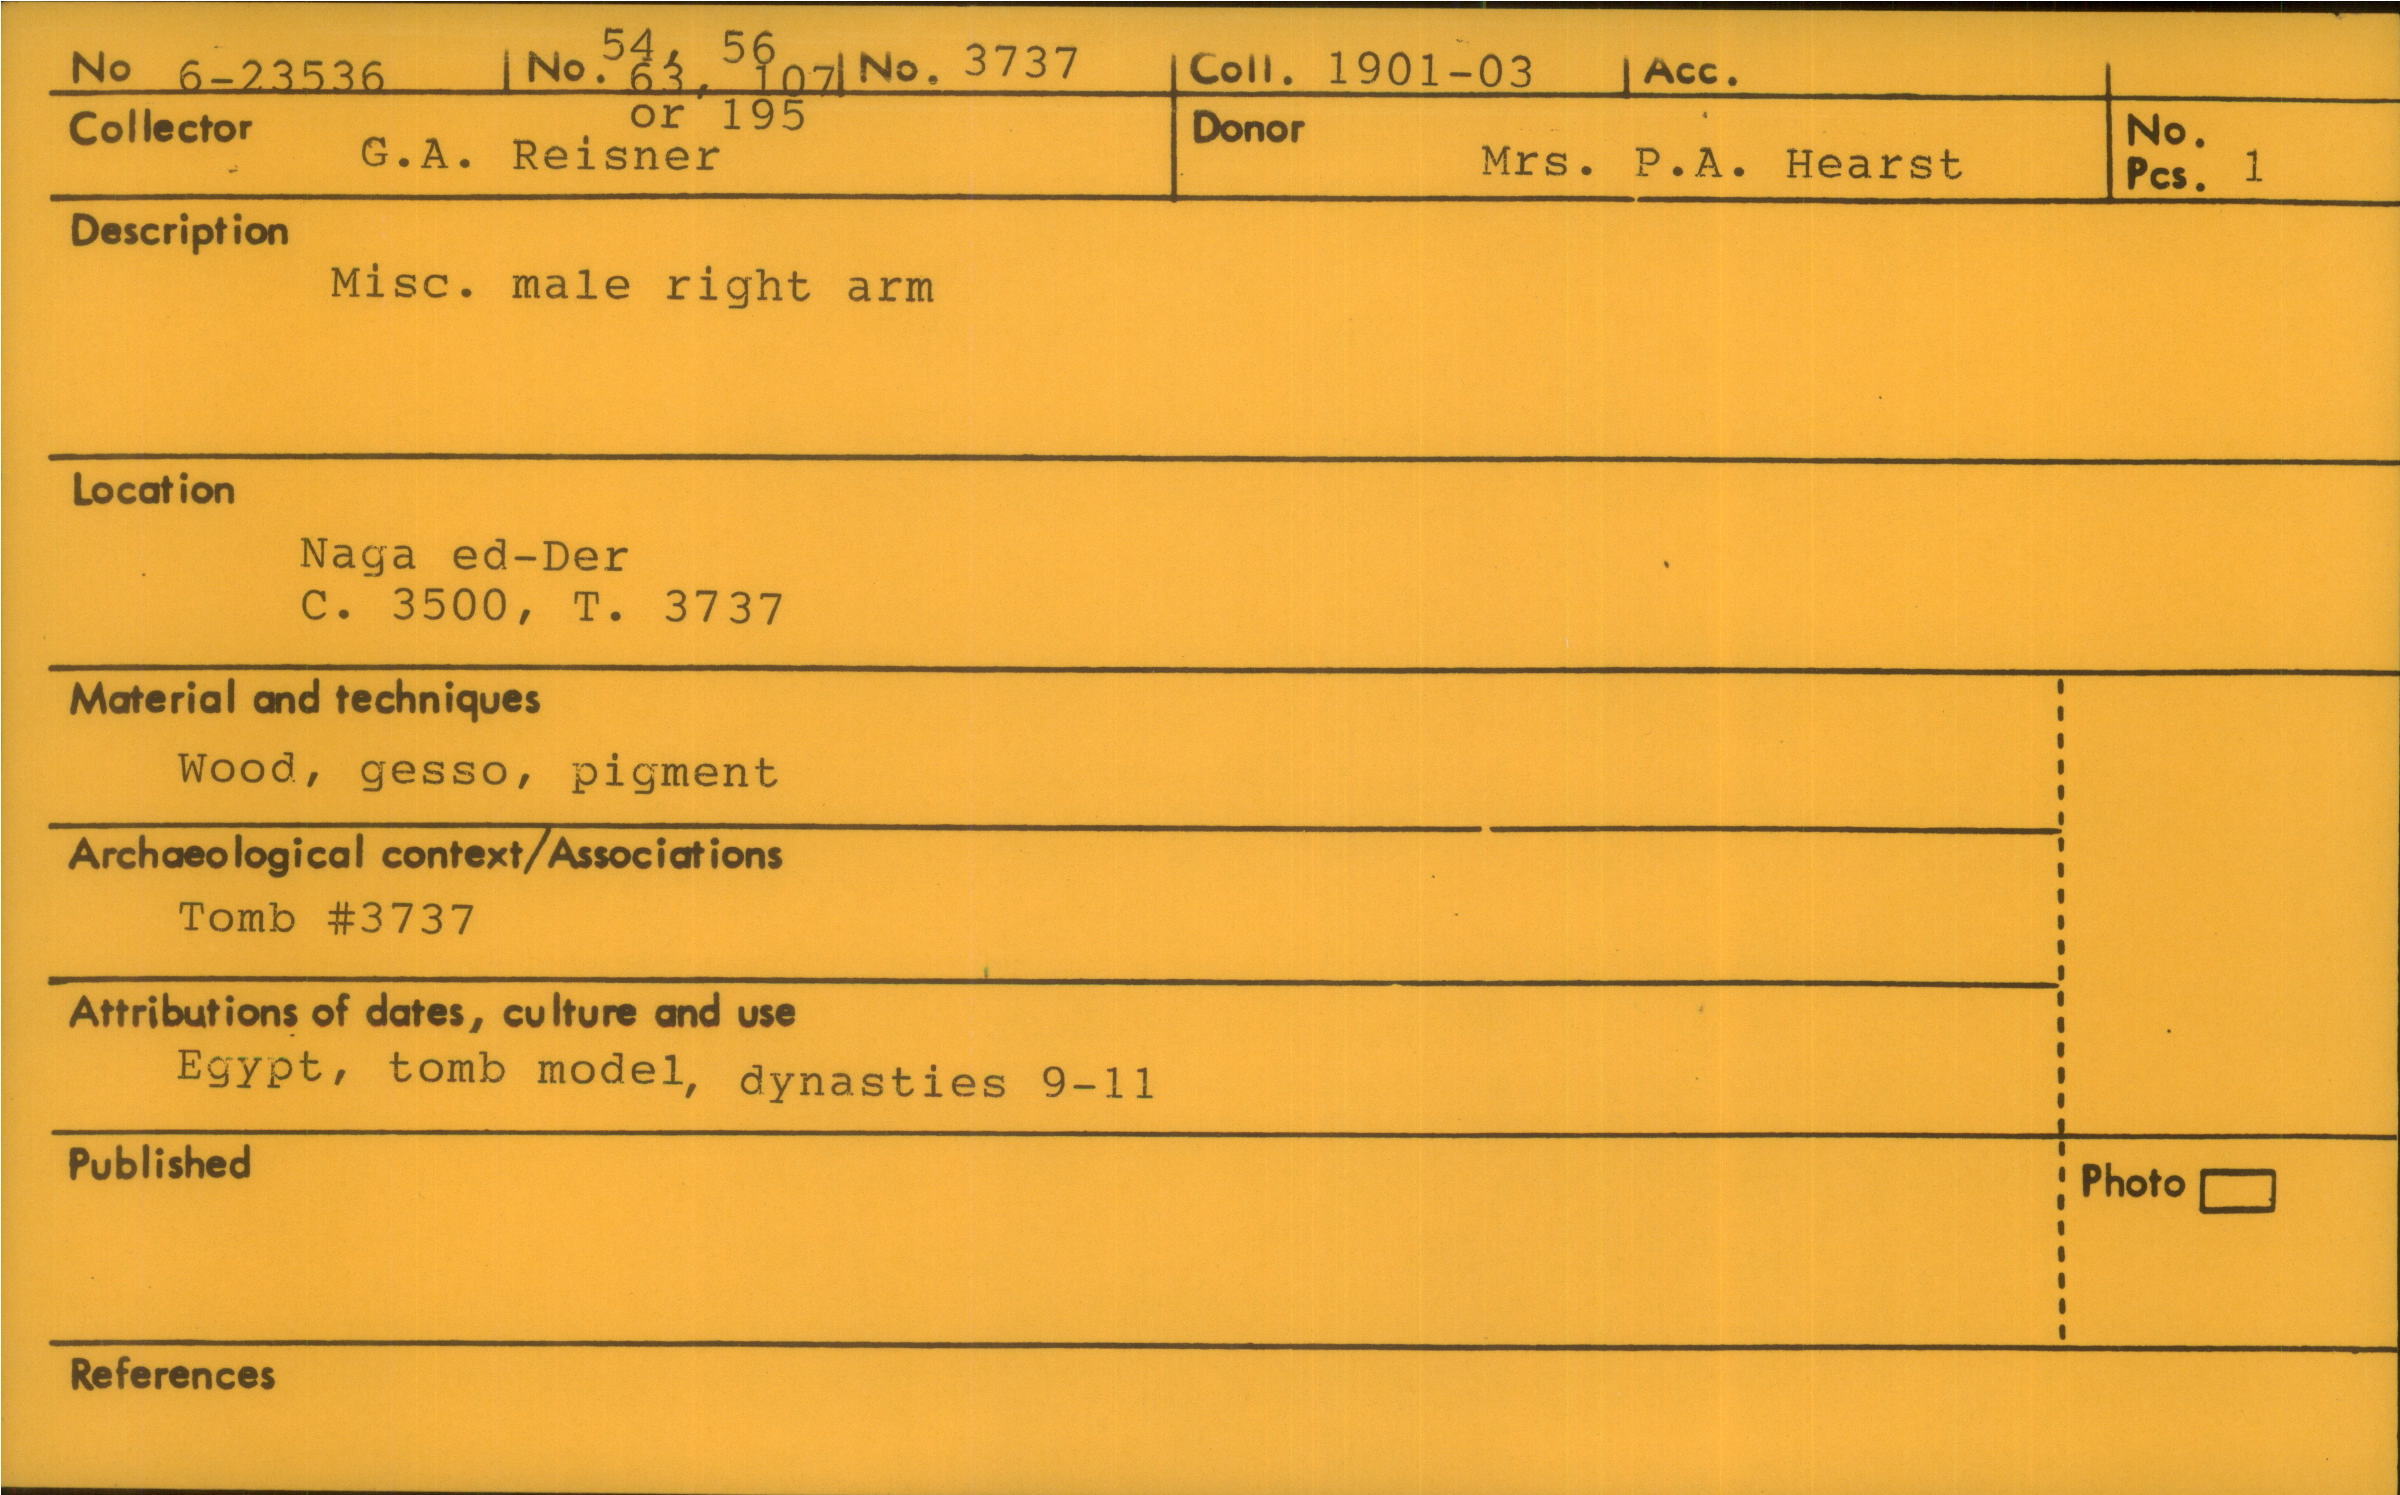 No 6-23536 No. 54, 56 No. 3737 Coll. 1901-03 Acc.
63, 107
or 195
Collector G.A. Reisner Donor Mrs. P.A. Hearst No. Pcs. 1
Description
Misc. male right arm
Location
Naga ed-Der
C. 3500, T. 3737
Material and techniques
Wood, gesso, pigment
Archaeological context/Associations
Tomb #3737
Attributions of dates, culture and use
Egypt, tomb model, dynasties 9-11
Published
Photo
References